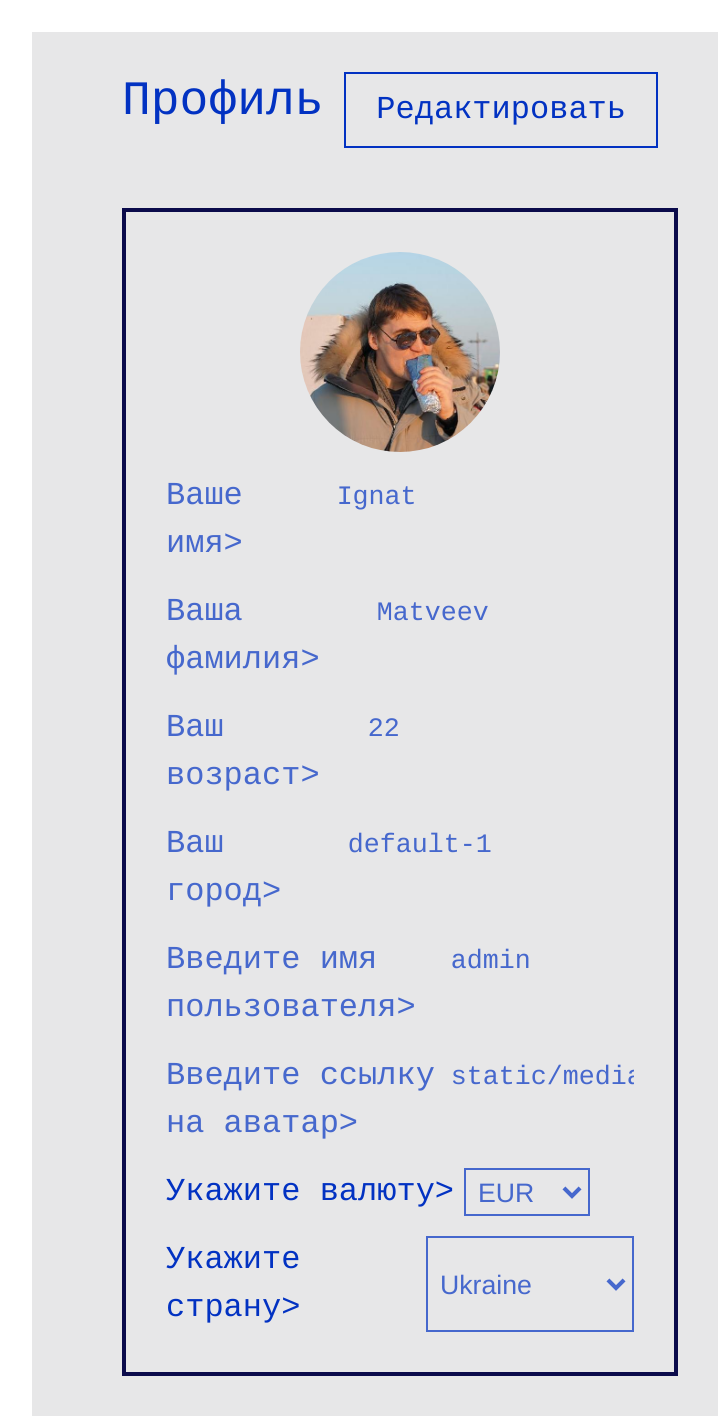 Профиль Редактировать
Ваше Ignat
имя>
Ваша Matveev
фамилия>
Ваш 22
возраст>
Ваш default-1
город>
Введите имя admin
пользователя>
Введите ссылку static/media
на аватар>
Укажите валюту> EUR
Укажите
страну> Ukraine